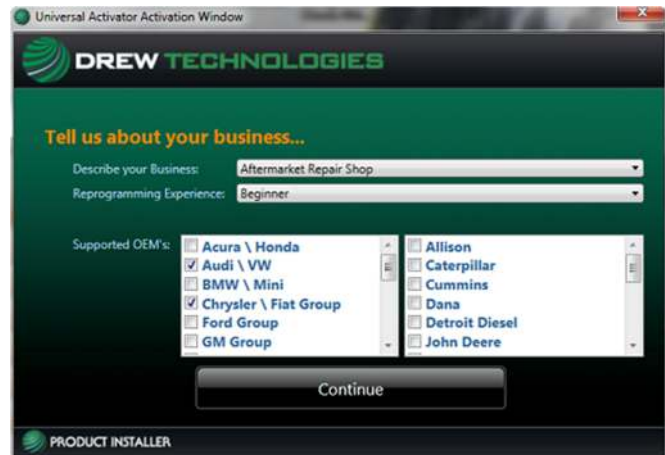 Universal Activator Activation Window
DREW TECHNOLOGIES
Tell us about your business...
Describe your Business: Aftermarket Repair Shop
Reprogramming Experience: Beginner
Supported OEM's:
Acura \ Honda
Audi \ VW
BMW \ Mini
Chrysler \ Fiat Group
Ford Group
GM Group
Allison
Caterpillar
Cummins
Dana
Detroit Diesel
John Deere
Continue
PRODUCT INSTALLER